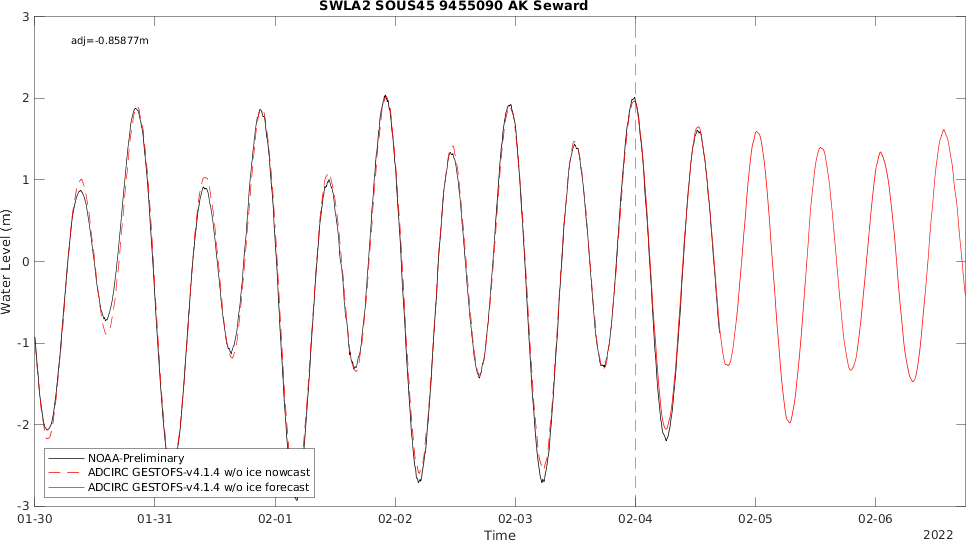 SWLA2 SOUS45 9455090 AK Seward
adj=-0.85877m
3
2
1
0
-1
-2
-3
Water Level (m)
NOAA-Preliminary
ADCIRC GESTOFS-v4.1.4 w/o ice nowcast
ADCIRC GESTOFS-v4.1.4 w/o ice forecast
01-30 01-31 02-01 02-02 02-03 02-04 02-05 02-06
Time
2022